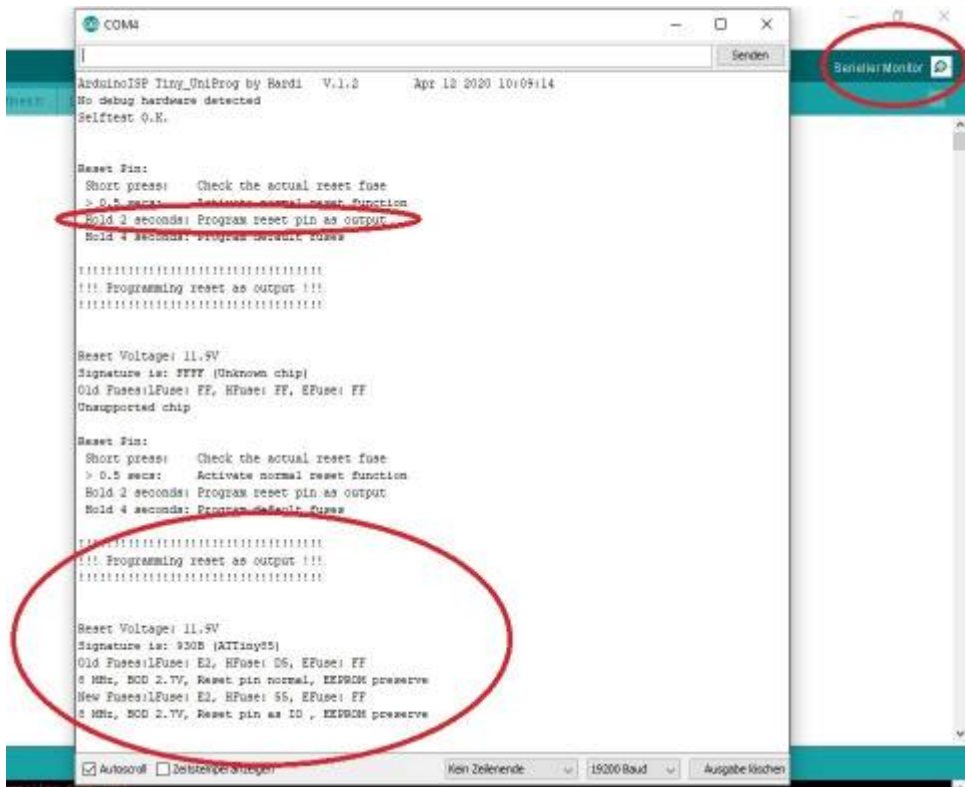 COM4
Senden
Serieller Monitor
ArduinoISP Tiny_UniProg by Hardi V.1.2 Apr 12 2020 10:09:14
No debug hardware detected
Selftest O.K.
Reset Pin:
Short press: Check the actual reset fuse
> 0.5 secs: Activate normal reset function
Hold 2 seconds: Program reset pin as output
Hold 4 seconds: Program default fuses
!!!!!!!!!!!!!!!!!!!!!!!!!!!!!!!!!!!
!!! Programming reset as output !!!
!!!!!!!!!!!!!!!!!!!!!!!!!!!!!!!!!!!
Reset Voltage: 11.9V
Signature is: FFFF (Unknown chip)
Old Fuses:LFuse: FF, HFuse: FF, EFuse: FF
Unsupported chip
Reset Pin:
Short press: Check the actual reset fuse
> 0.5 secs: Activate normal reset function
Hold 2 seconds: Program reset pin as output
Hold 4 seconds: Program default fuses
!!!!!!!!!!!!!!!!!!!!!!!!!!!!!!!!!!!
!!! Programming reset as output !!!
!!!!!!!!!!!!!!!!!!!!!!!!!!!!!!!!!!!
Reset Voltage: 11.9V
Signature is: 930B (ATTiny85)
Old Fuses:LFuse: E2, HFuse: D5, EFuse: FF
8 MHz, BOD 2.7V, Reset pin normal, EEPROM preserve
New Fuses:LFuse: E2, HFuse: 55, EFuse: FF
8 MHz, BOD 2.7V, Reset pin as IO , EEPROM preserve
Autoscroll Zeitstempel anzeigen Kein Zeilenende 19200 Baud Ausgabe löschen